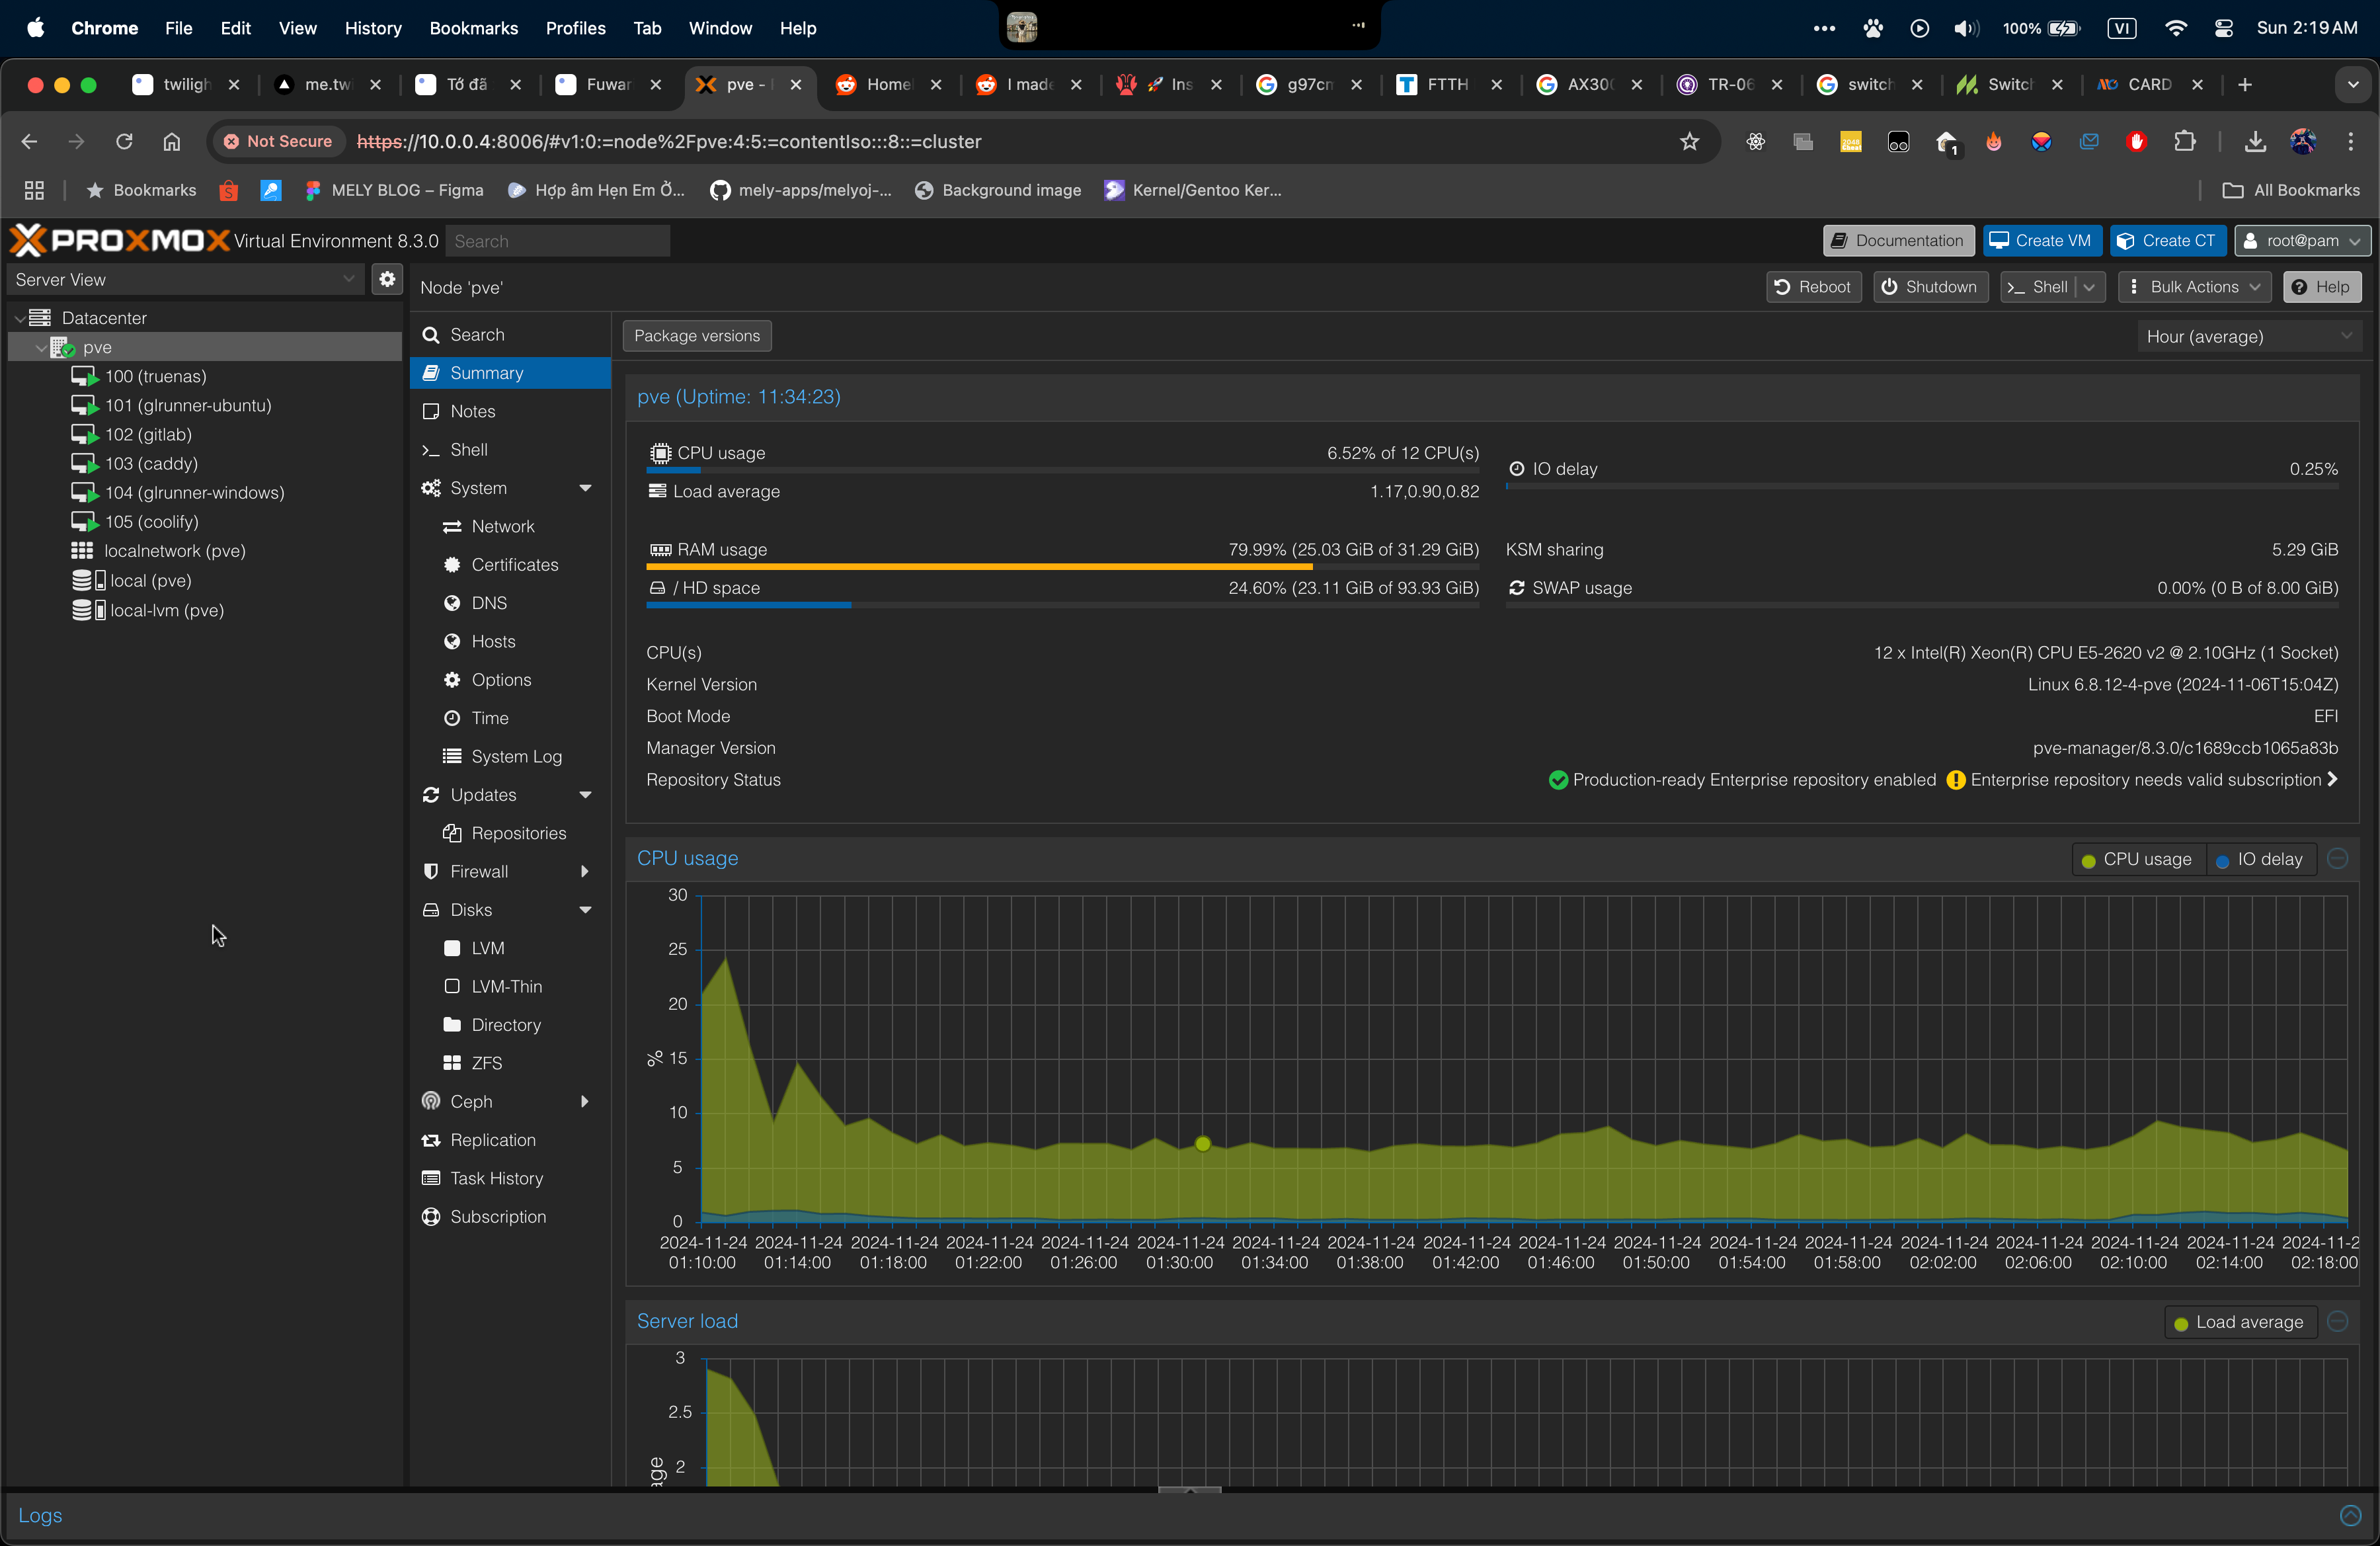 Chrome File Edit View History Bookmarks Profiles Tab Window Help
100% VI Sun 2:19 AM
twiligh me.twi Tớ đã Fuwar pve - Home I made Ins g97cm FTTH AX300 TR-06 switch Switch CARD
Not Secure https://10.0.0.4:8006/#v1:0:=node%2Fpve:4:5:=contentIso:::8::=cluster
2048
1
Bookmarks MELY BLOG – Figma Hợp âm Hẹn Em Ở... mely-apps/melyoj-... Background image Kernel/Gentoo Ker... All Bookmarks
PROXMOX Virtual Environment 8.3.0 Search Documentation Create VM Create CT root@pam
Server View
Node 'pve' Reboot Shutdown Shell Bulk Actions Help
Datacenter
pve
100 (truenas)
101 (glrunner-ubuntu)
102 (gitlab)
103 (caddy)
104 (glrunner-windows)
105 (coolify)
localnetwork (pve)
local (pve)
local-lvm (pve)
Search
Summary
Notes
Shell
System
Network
Certificates
DNS
Hosts
Options
Time
System Log
Updates
Repositories
Firewall
Disks
LVM
LVM-Thin
Directory
ZFS
Ceph
Replication
Task History
Subscription
Package versions Hour (average)
pve (Uptime: 11:34:23)
CPU usage 6.52% of 12 CPU(s)
IO delay 0.25%
Load average 1.17,0.90,0.82
RAM usage 79.99% (25.03 GiB of 31.29 GiB)
KSM sharing 5.29 GiB
/ HD space 24.60% (23.11 GiB of 93.93 GiB)
SWAP usage 0.00% (0 B of 8.00 GiB)
CPU(s) 12 x Intel(R) Xeon(R) CPU E5-2620 v2 @ 2.10GHz (1 Socket)
Kernel Version Linux 6.8.12-4-pve (2024-11-06T15:04Z)
Boot Mode EFI
Manager Version pve-manager/8.3.0/c1689ccb1065a83b
Repository Status Production-ready Enterprise repository enabled Enterprise repository needs valid subscription
CPU usage CPU usage IO delay
30
25
20
% 15
10
5
0
2024-11-24 2024-11-24 2024-11-24 2024-11-24 2024-11-24 2024-11-24 2024-11-24 2024-11-24 2024-11-24 2024-11-24 2024-11-24 2024-11-24 2024-11-24 2024-11-24 2024-11-24 2024-11-24 2024-11-24 2024-11-2
01:10:00 01:14:00 01:18:00 01:22:00 01:26:00 01:30:00 01:34:00 01:38:00 01:42:00 01:46:00 01:50:00 01:54:00 01:58:00 02:02:00 02:06:00 02:10:00 02:14:00 02:18:00
Server load Load average
3
2.5
2
age
Logs